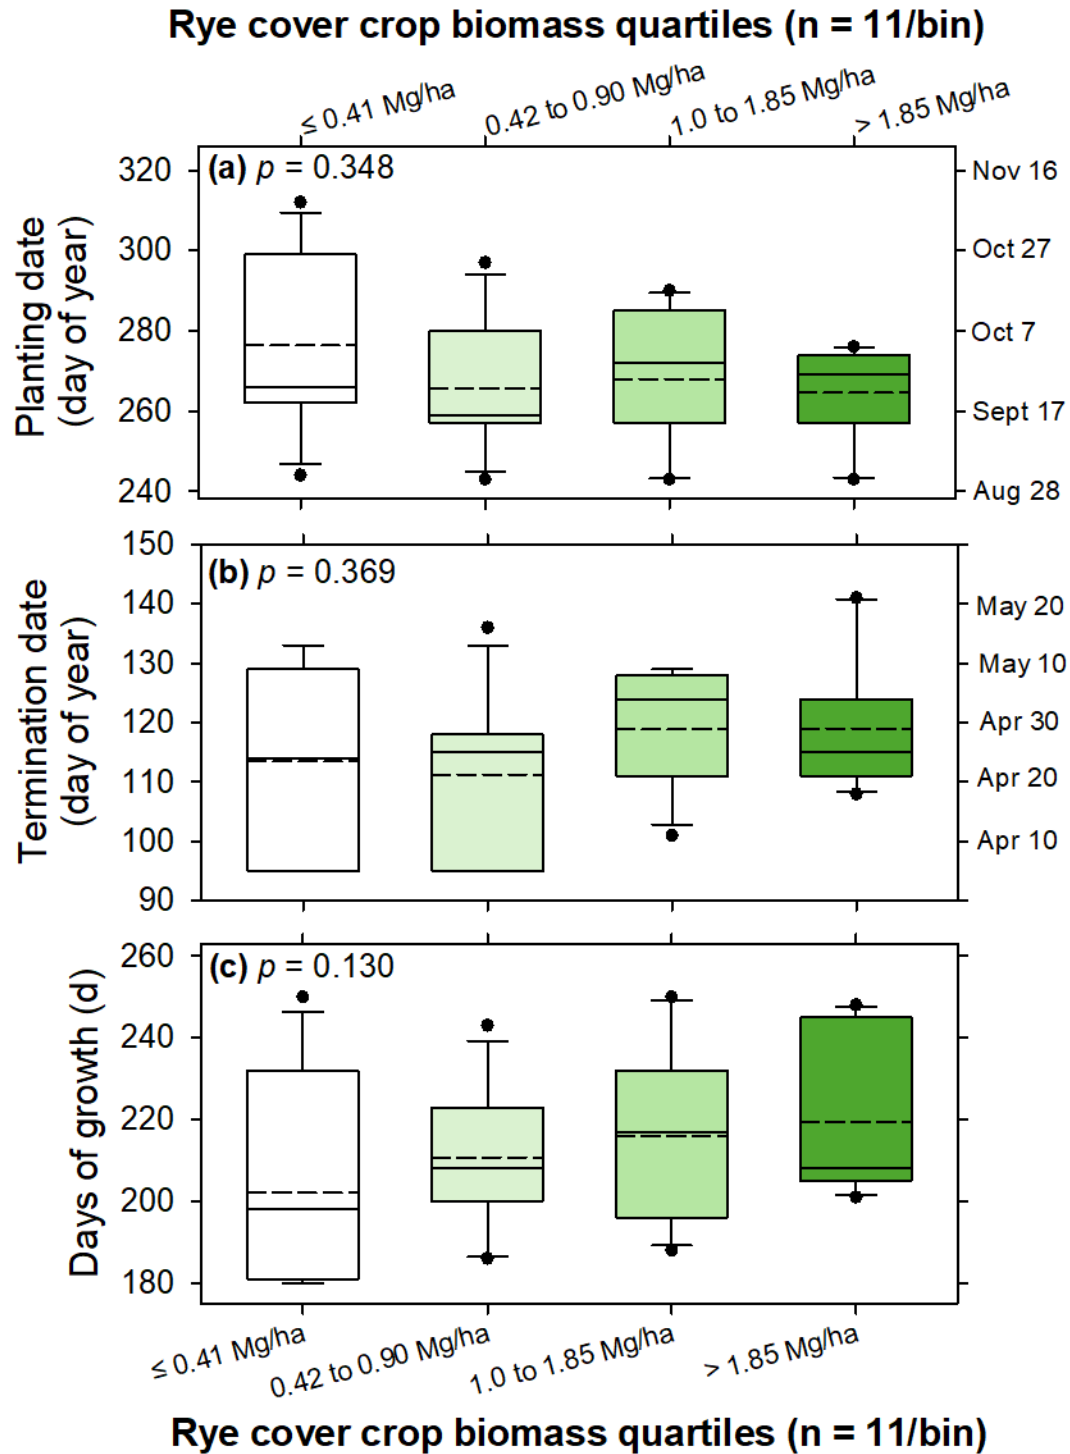 Rye cover crop biomass quartiles (n = 11/bin)
≤ 0.41 Mg/ha
0.42 to 0.90 Mg/ha
1.0 to 1.85 Mg/ha
> 1.85 Mg/ha
(a) p = 0.348
Planting date
(day of year)
320
300
280
260
240
Nov 16
Oct 27
Oct 7
Sept 17
Aug 28
(b) p = 0.369
Termination date
(day of year)
150
140
130
120
110
100
90
May 20
May 10
Apr 30
Apr 20
Apr 10
(c) p = 0.130
Days of growth (d)
260
240
220
200
180
≤ 0.41 Mg/ha
0.42 to 0.90 Mg/ha
1.0 to 1.85 Mg/ha
> 1.85 Mg/ha
Rye cover crop biomass quartiles (n = 11/bin)